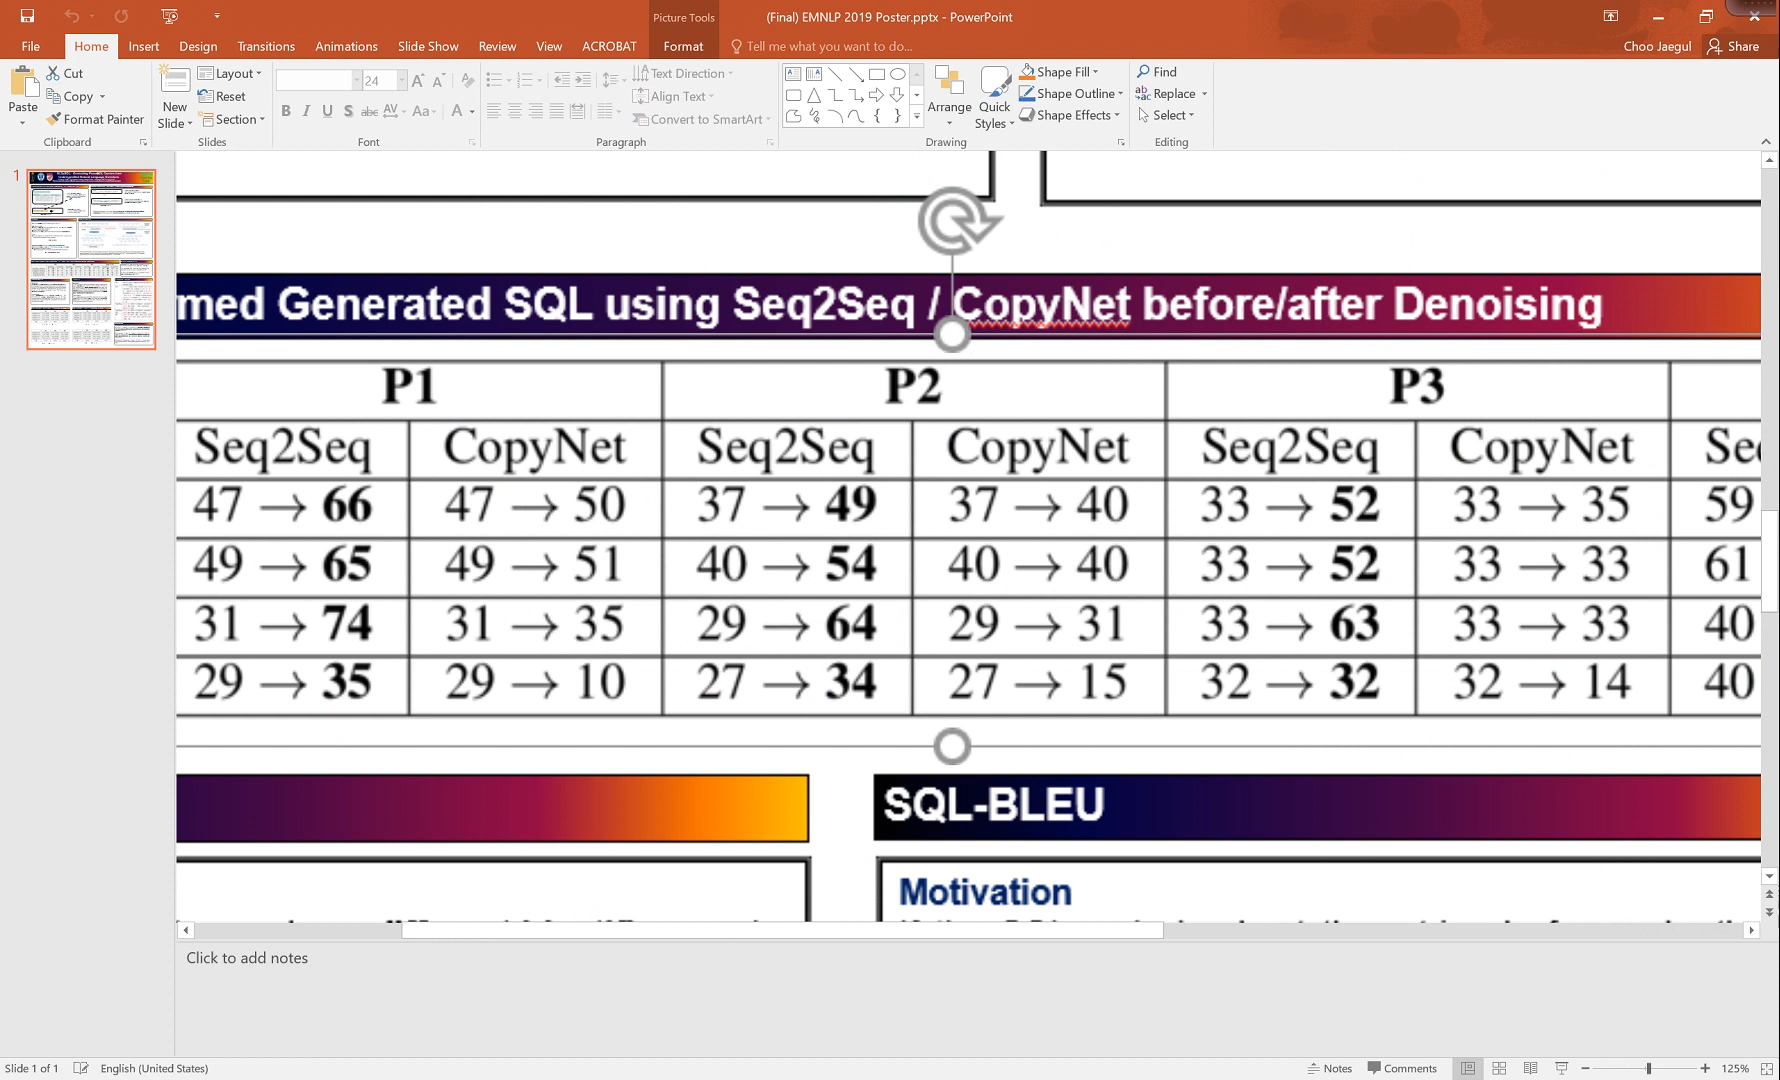 Picture Tools
(Final) EMNLP 2019 Poster.pptx - PowerPoint
File Home Insert Design Transitions Animations Slide Show Review View ACROBAT Format Tell me what you want to do... Choo Jaegul Share
Paste
Cut
Copy
Format Painter
Clipboard
New Slide
Layout
Reset
Section
Slides
24
B I U S abc AV Aa A
Font
Text Direction
Align Text
Convert to SmartArt
Paragraph
Arrange
Quick Styles
Shape Fill
Shape Outline
Shape Effects
Drawing
Find
Replace
Select
Editing
1
med Generated SQL using Seq2Seq / CopyNet before/after Denoising
P1 P2 P3
Seq2Seq CopyNet Seq2Seq CopyNet Seq2Seq CopyNet Se
47 → 66 47 → 50 37 → 49 37 → 40 33 → 52 33 → 35 59
49 → 65 49 → 51 40 → 54 40 → 40 33 → 52 33 → 33 61
31 → 74 31 → 35 29 → 64 29 → 31 33 → 63 33 → 33 40
29 → 35 29 → 10 27 → 34 27 → 15 32 → 32 32 → 14 40
SQL-BLEU
Motivation
Click to add notes
Slide 1 of 1 English (United States) Notes Comments 125%